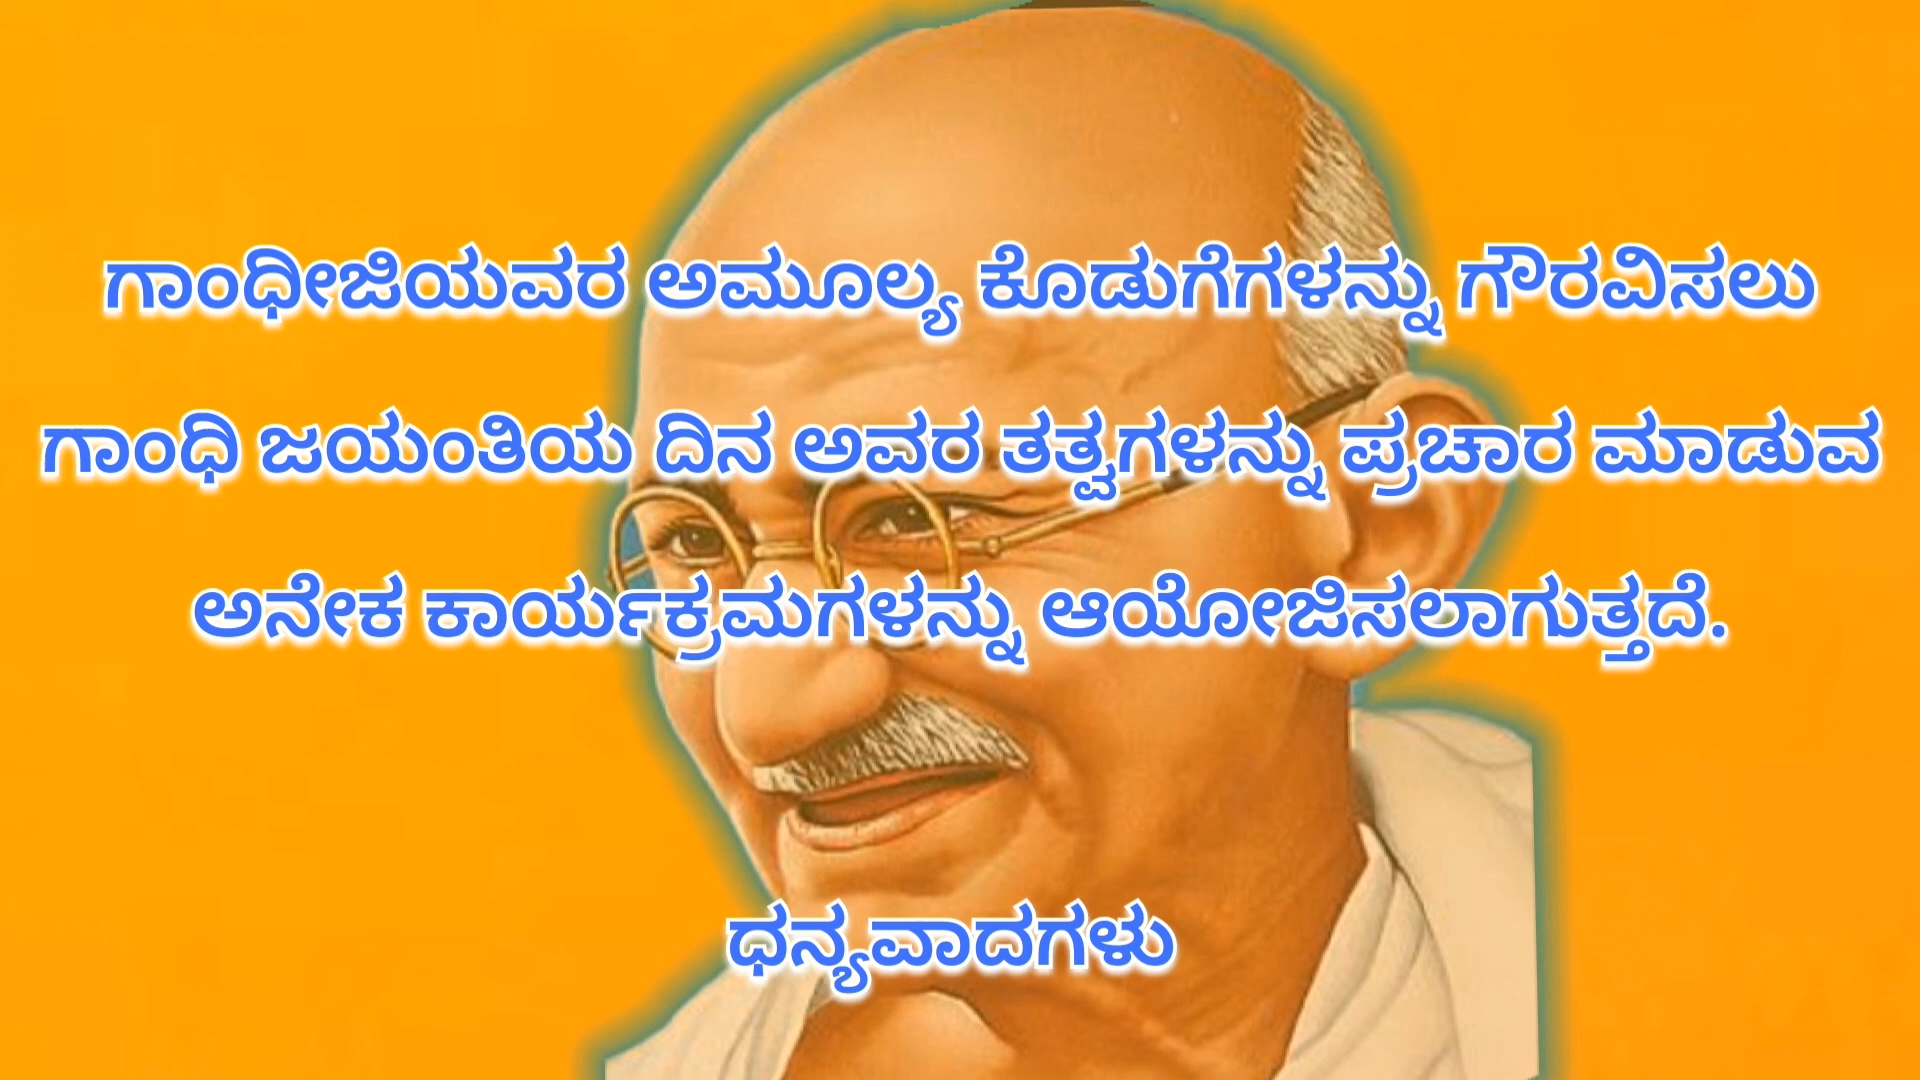 ಗಾಂಧೀಜಿಯವರ ಅಮೂಲ್ಯ ಕೊಡುಗೆಗಳನ್ನು ಗೌರವಿಸಲು
ಗಾಂಧಿ ಜಯಂತಿಯ ದಿನ ಅವರ ತತ್ವಗಳನ್ನು ಪ್ರಚಾರ ಮಾಡುವ
ಅನೇಕ ಕಾರ್ಯಕ್ರಮಗಳನ್ನು ಆಯೋಜಿಸಲಾಗುತ್ತದೆ.
ಧನ್ಯವಾದಗಳು